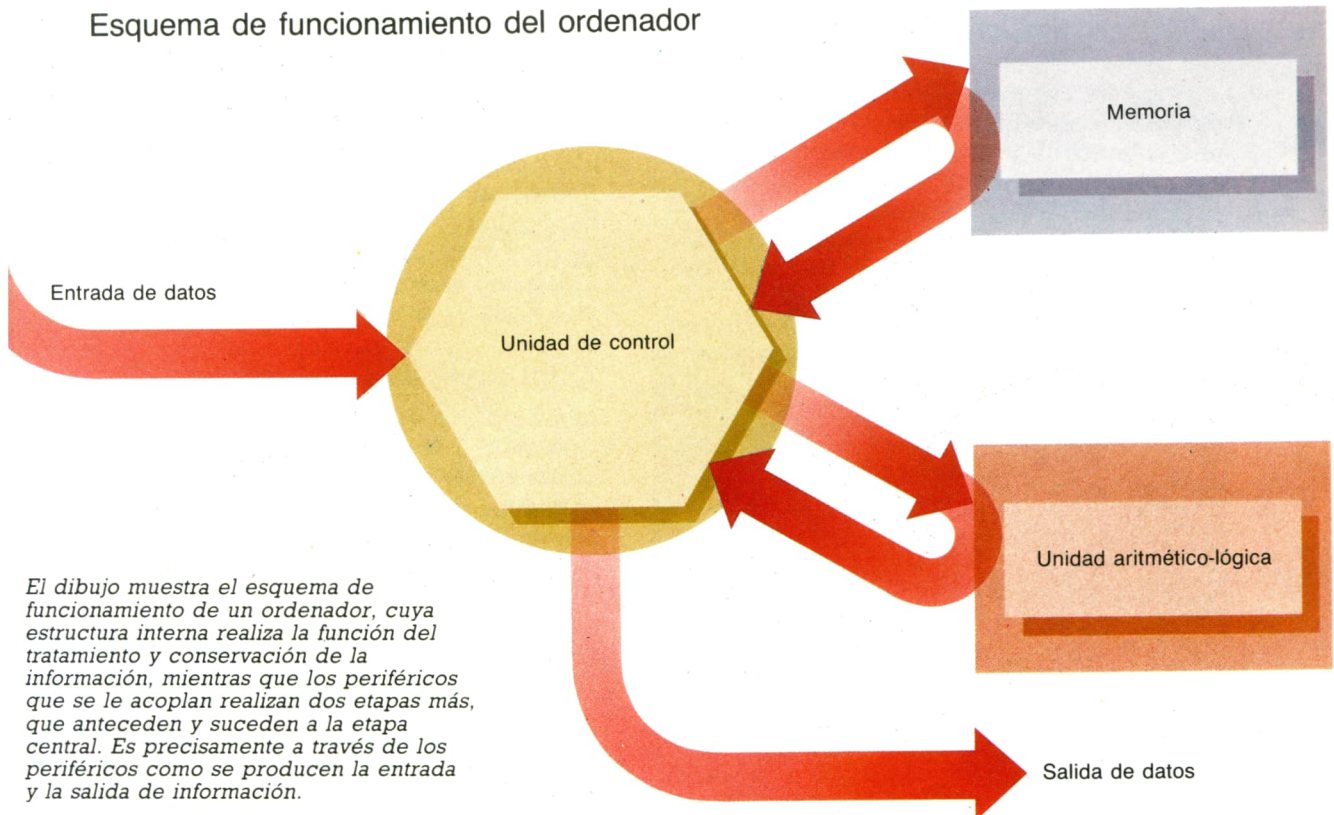 Esquema de funcionamiento del ordenador
Memoria
Entrada de datos
Unidad de control
Unidad aritmético-lógica
El dibujo muestra el esquema de
funcionamiento de un ordenador, cuya
estructura interna realiza la función del
tratamiento y conservación de la
información, mientras que los periféricos
que se le acoplan realizan dos etapas más,
que anteceden y suceden a la etapa
central. Es precisamente a través de los
periféricos como se producen la entrada
y la salida de información.
Salida de datos